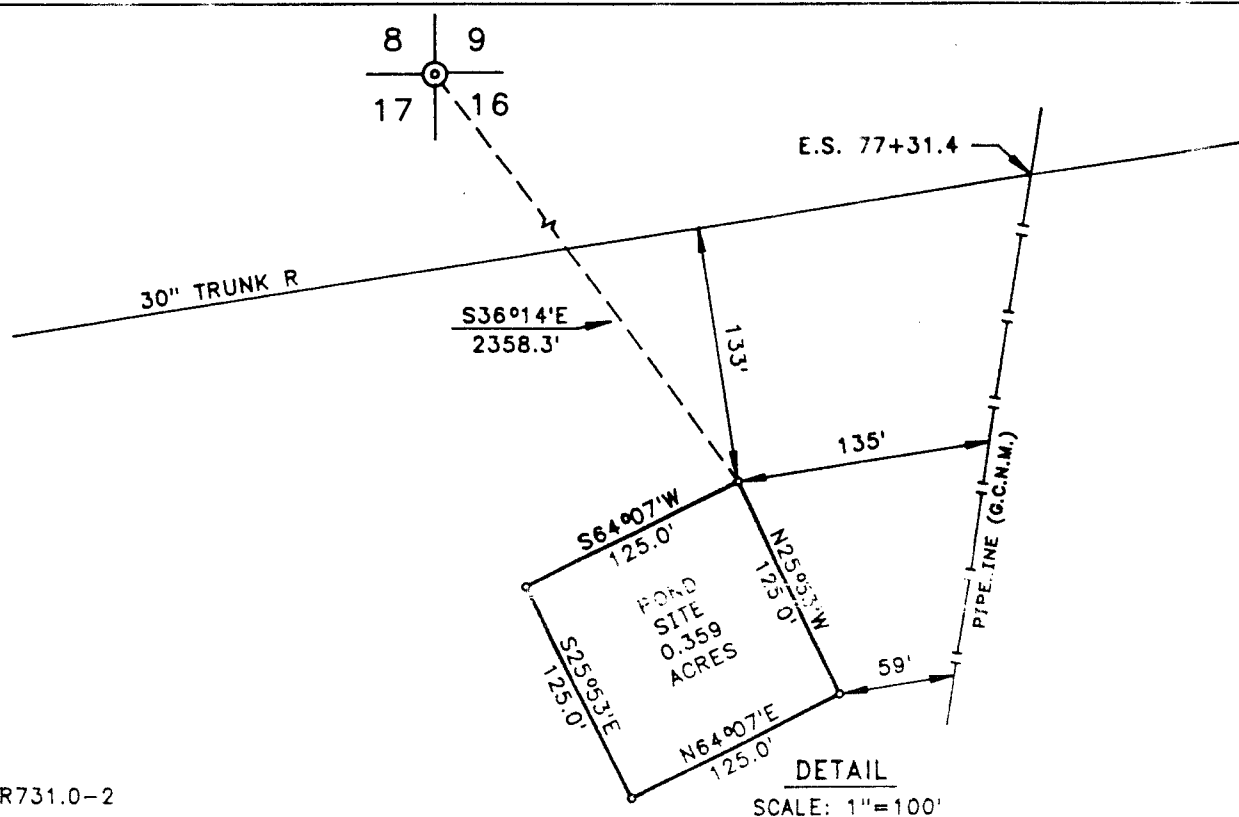 8 9
17 16
E.S. 77+31.4
30" TRUNK R
S36°14'E
2358.3'
133'
135'
S64°07'W
125.0'
N25°53'W
125.0'
PIPE INE (G.C.N.M.)
POND
SITE
0.359
ACRES
S25°53'E
125.0'
59'
N64°07'E
125.0'
DETAIL
SCALE: 1"=100'
R731.0-2